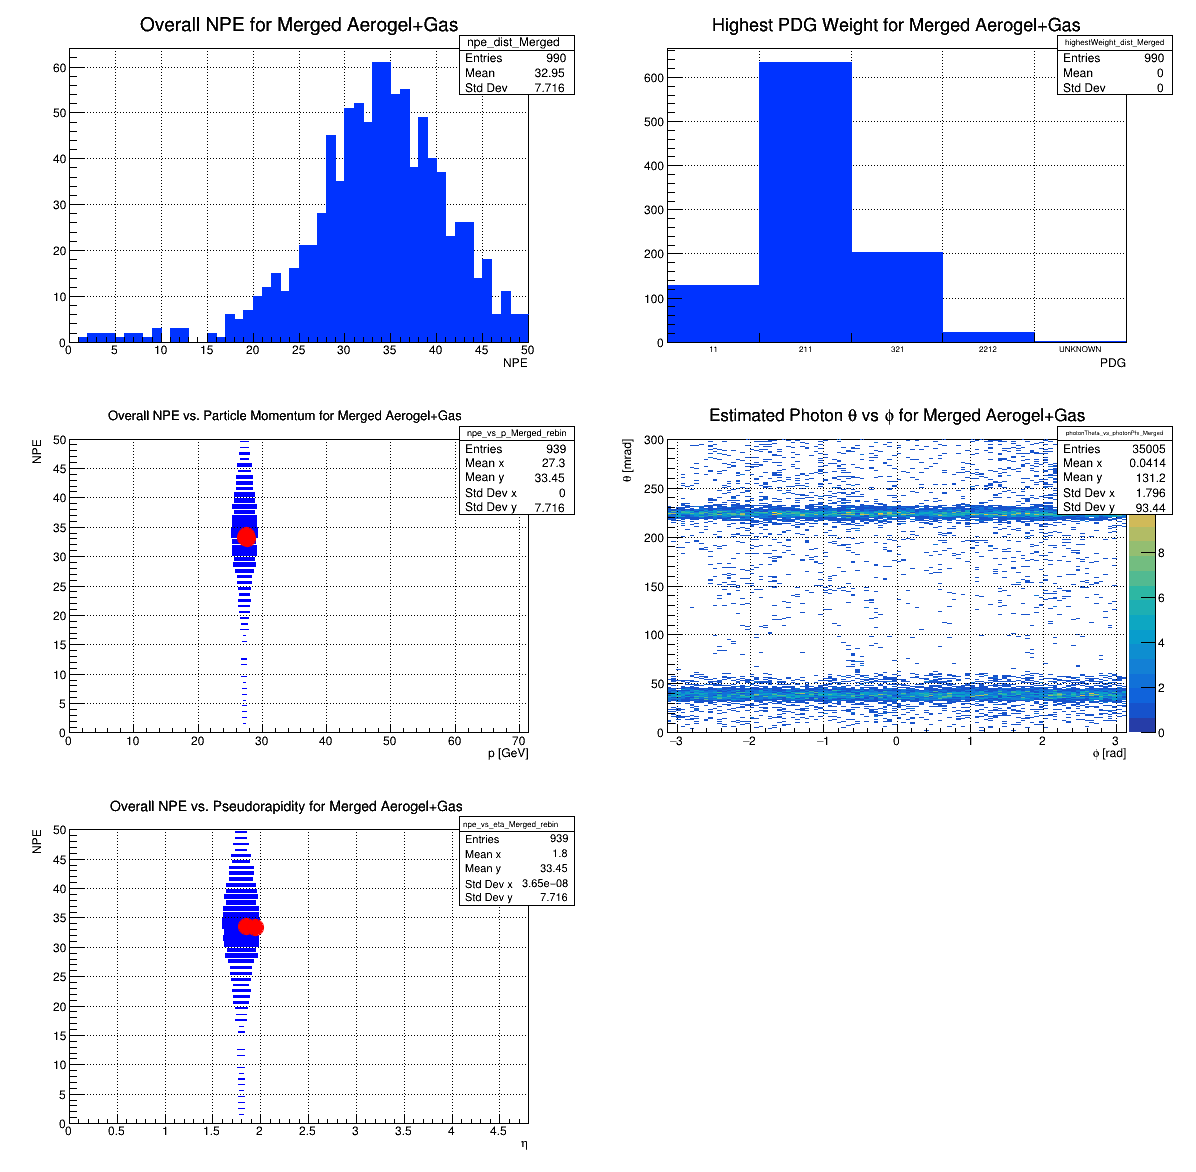 Overall NPE for Merged Aerogel+Gas
npe_dist_Merged
Entries 990
Mean 32.95
Std Dev 7.716
60
50
40
30
20
10
0
0 5 10 15 20 25 30 35 40 45 50
NPE
Highest PDG Weight for Merged Aerogel+Gas
highestWeight_dist_Merged
Entries 990
Mean 0
Std Dev 0
600
500
400
300
200
100
0
11 211 321 2212 UNKNOWN
PDG
Overall NPE vs. Particle Momentum for Merged Aerogel+Gas
npe_vs_p_Merged_rebin
Entries 939
Mean x 27.3
Mean y 33.45
Std Dev x 0
Std Dev y 7.716
NPE
50
45
40
35
30
25
20
15
10
5
0
0 10 20 30 40 50 60 70
p [GeV]
Estimated Photon θ vs ϕ for Merged Aerogel+Gas
photonTheta_vs_photonPhi_Merged
Entries 35005
Mean x 0.0414
Mean y 131.2
Std Dev x 1.796
Std Dev y 93.44
θ [mrad]
300
250
200
150
100
50
0
−3 −2 −1 0 1 2 3
ϕ [rad]
8
6
4
2
0
Overall NPE vs. Pseudorapidity for Merged Aerogel+Gas
npe_vs_eta_Merged_rebin
Entries 939
Mean x 1.8
Mean y 33.45
Std Dev x 3.65e−08
Std Dev y 7.716
NPE
50
45
40
35
30
25
20
15
10
5
0
0 0.5 1 1.5 2 2.5 3 3.5 4 4.5
η